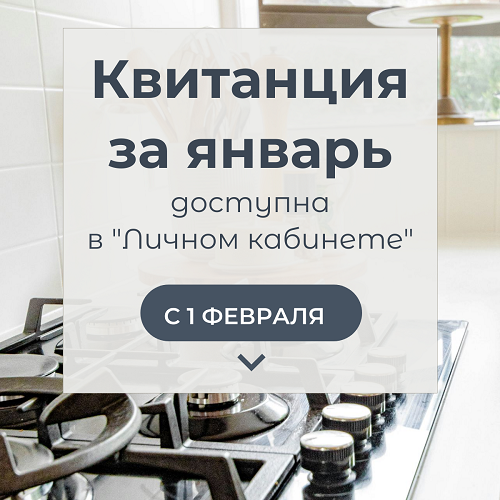 Квитанция
за январь
доступна
в "Личном кабинете"
С 1 ФЕВРАЛЯ